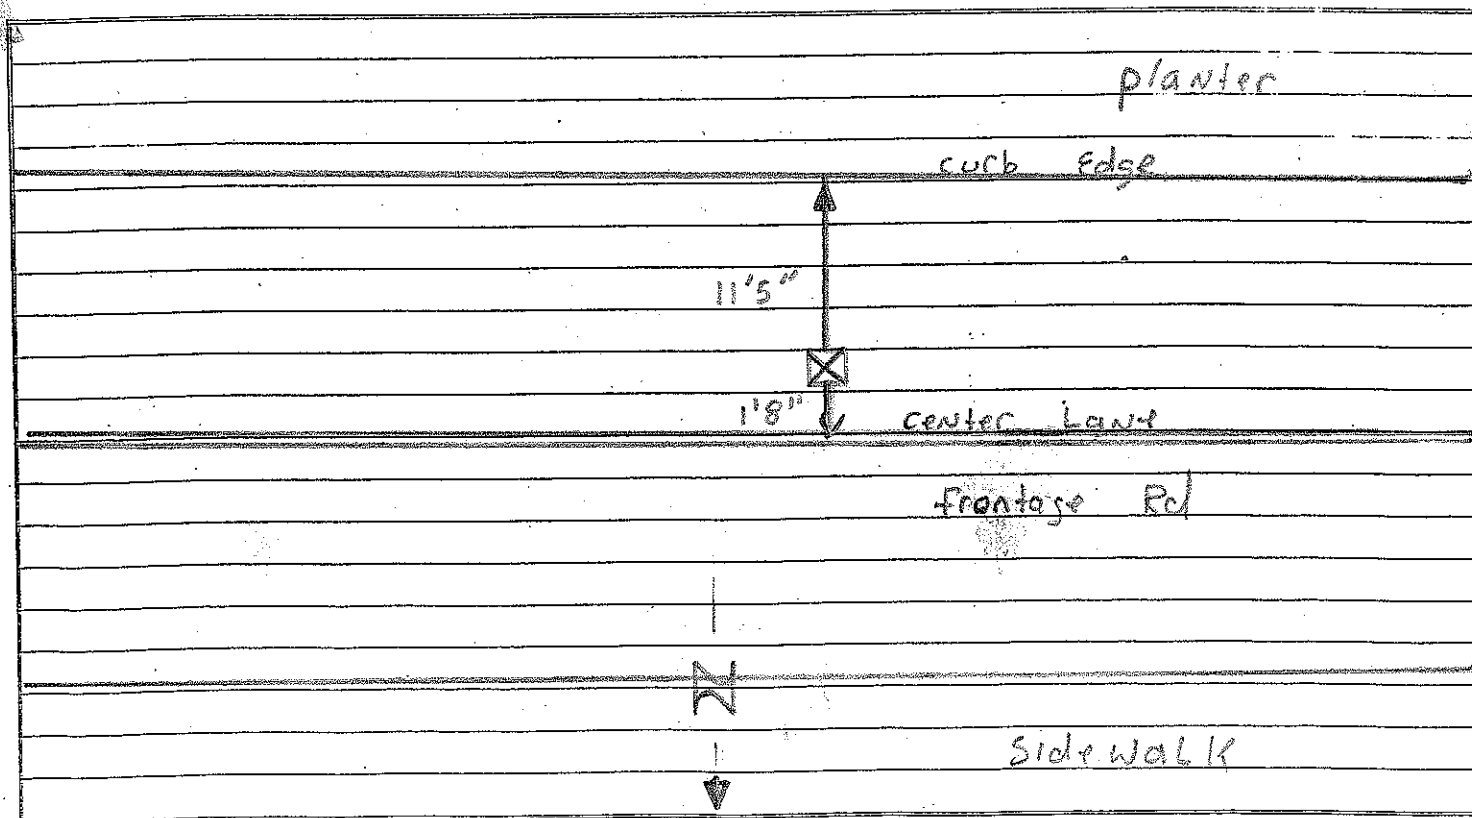 planter
curb Edge
11'5"
1'8"
center Lane
frontage Rd
N
SidewaLK